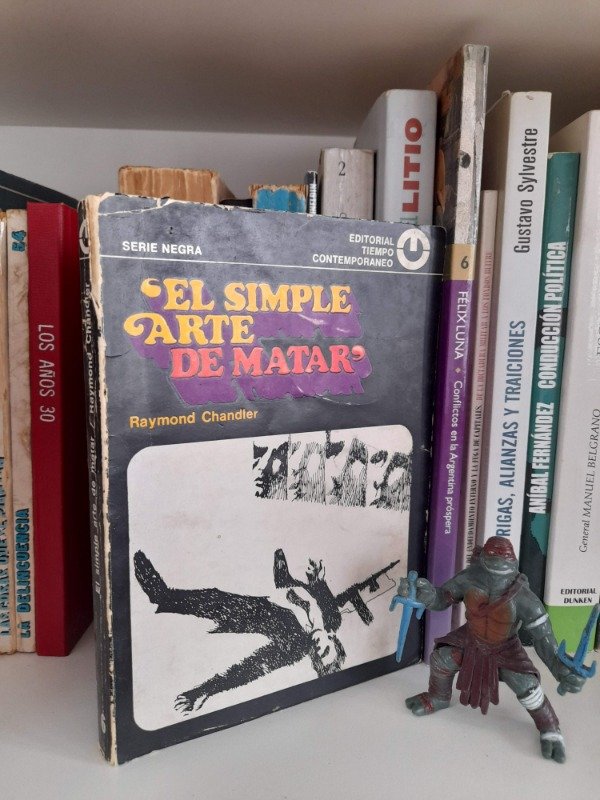 SERIE NEGRA
EDITORIAL
TIEMPO
CONTEMPORANEO
'EL SIMPLE
ARTE
DE MATAR'
Raymond Chandler
El simple arte de matar / Raymond Chandler
54
LA DELINCUENCIA
LOS AÑOS 30
2
LITIO
6
FÉLIX LUNA • Conflictos en la Argentina próspera
RIGAS, ALIANZAS Y TRAICIONES
Gustavo Sylvestre
ANÍBAL FERNÁNDEZ CONDUCCIÓN POLÍTICA
General MANUEL BELGRANO
EDITORIAL
DUNKEN